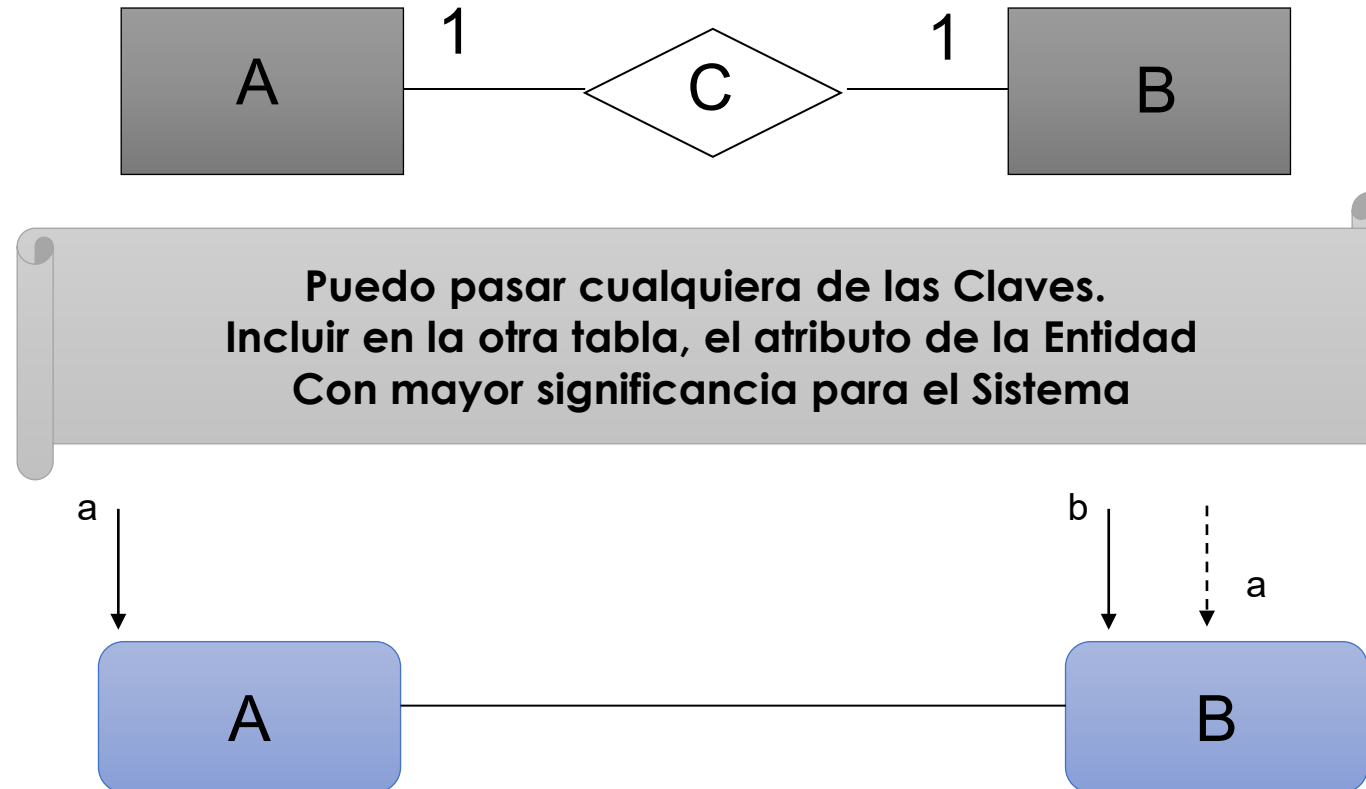 A
1
C
1
B
Puedo pasar cualquiera de las Claves.
Incluir en la otra tabla, el atributo de la Entidad
Con mayor significancia para el Sistema
a
b
a
A
B